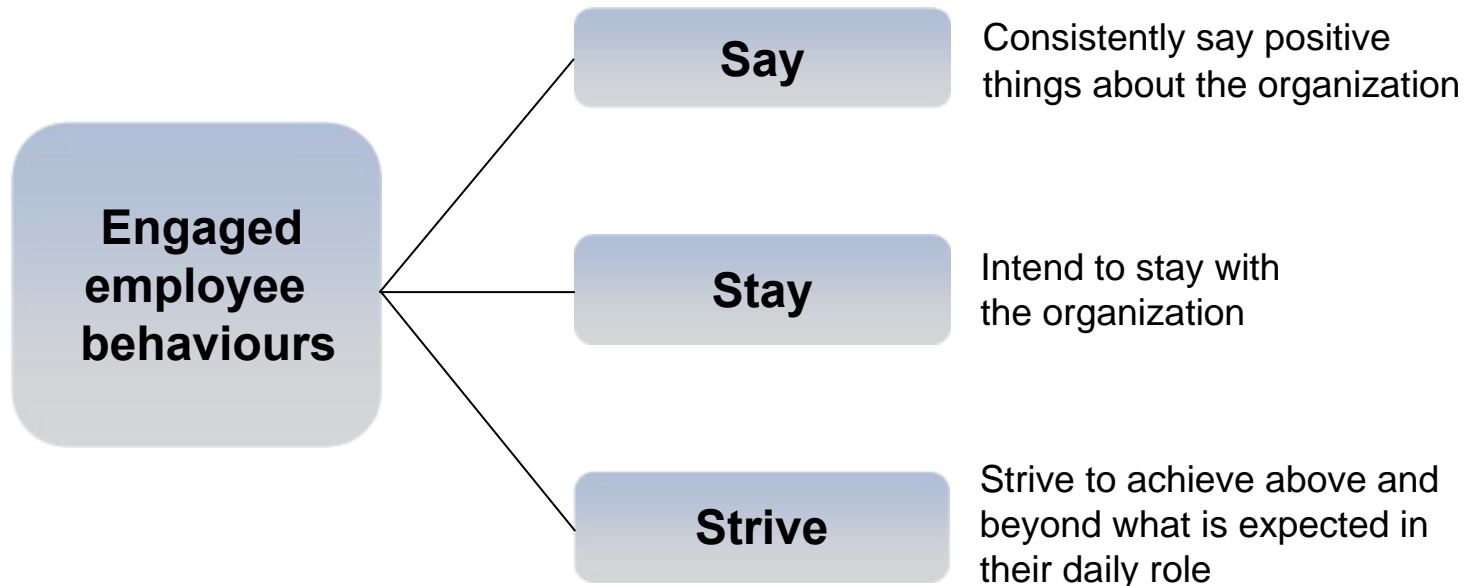 Engaged
employee
behaviours
Say
Consistently say positive
things about the organization
Stay
Intend to stay with
the organization
Strive
Strive to achieve above and
beyond what is expected in
their daily role